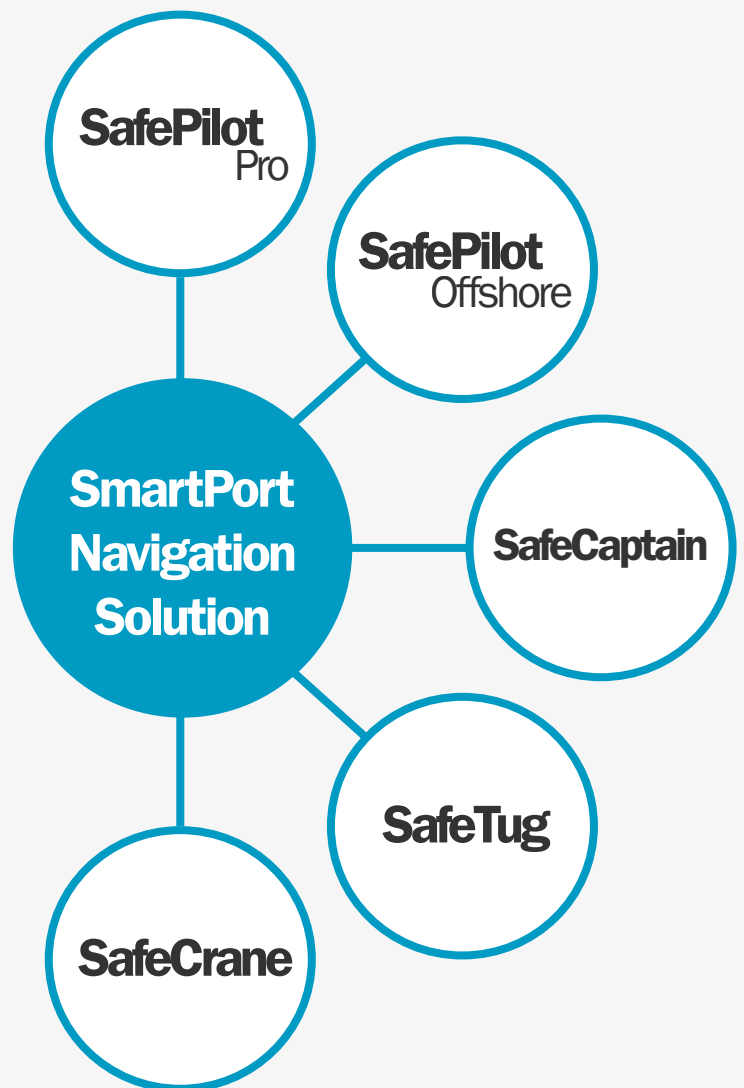 SafePilot
Pro
SafePilot
Offshore
SmartPort
Navigation
Solution
SafeCaptain
SafeTug
SafeCrane